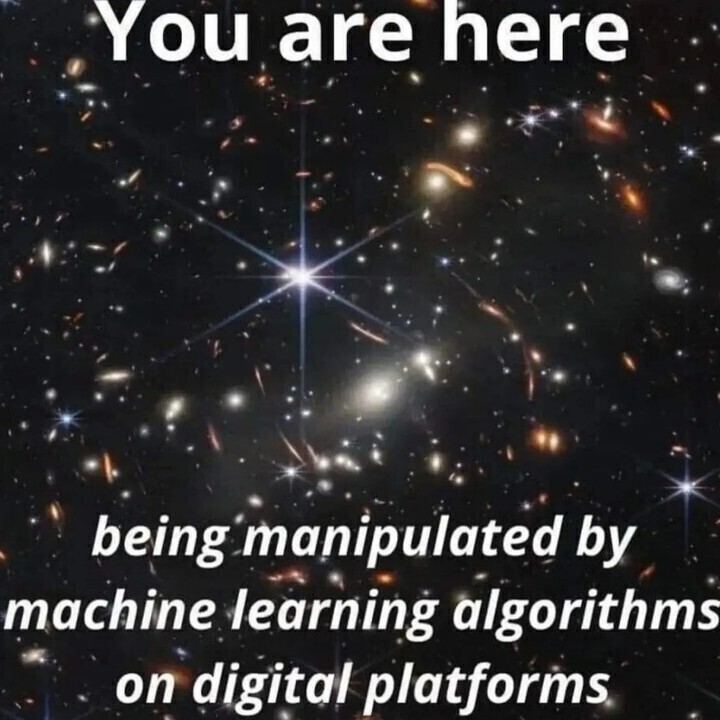 You are here
being manipulated by
machine learning algorithms
on digital platforms